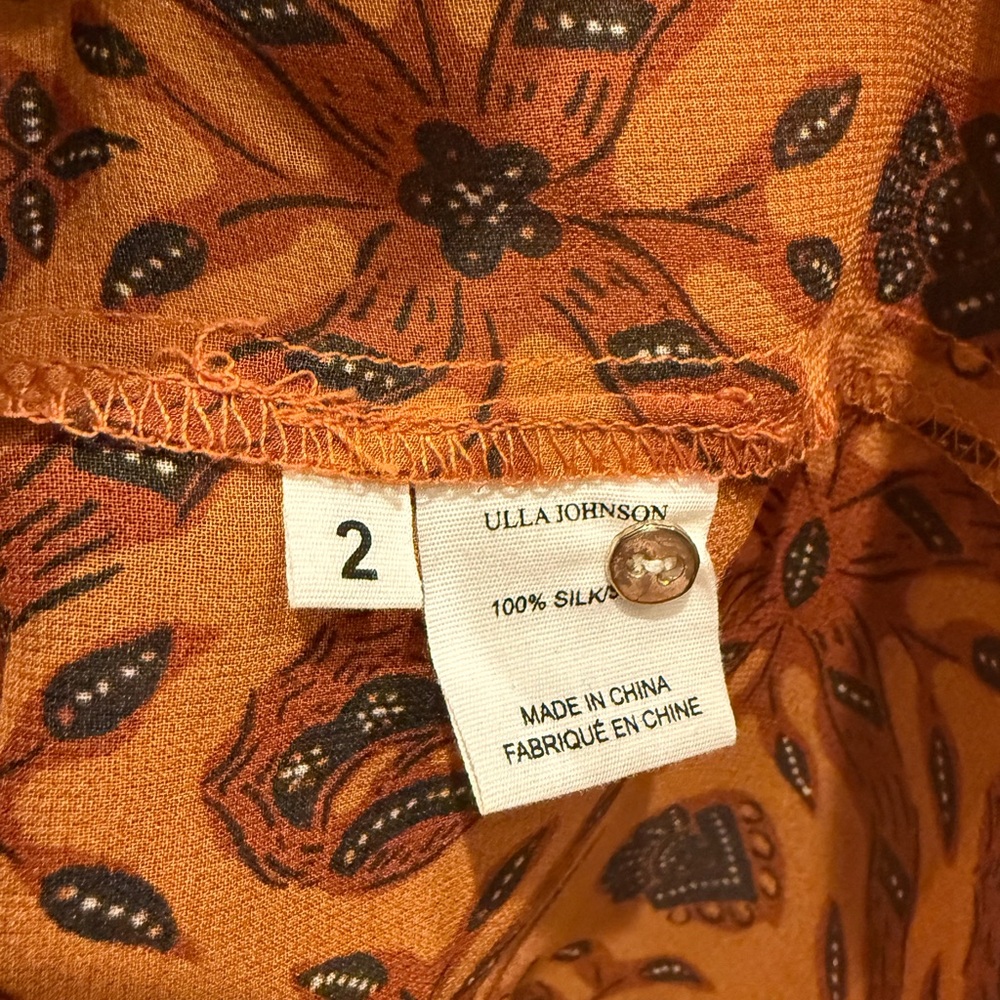 2
ULLA JOHNSON
100% SILK/S
MADE IN CHINA
FABRIQUÉ EN CHINE